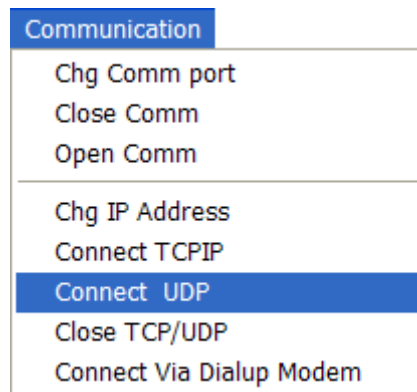 Communication
Chg Comm port
Close Comm
Open Comm
Chg IP Address
Connect TCPIP
Connect  UDP
Close TCP/UDP
Connect Via Dialup Modem